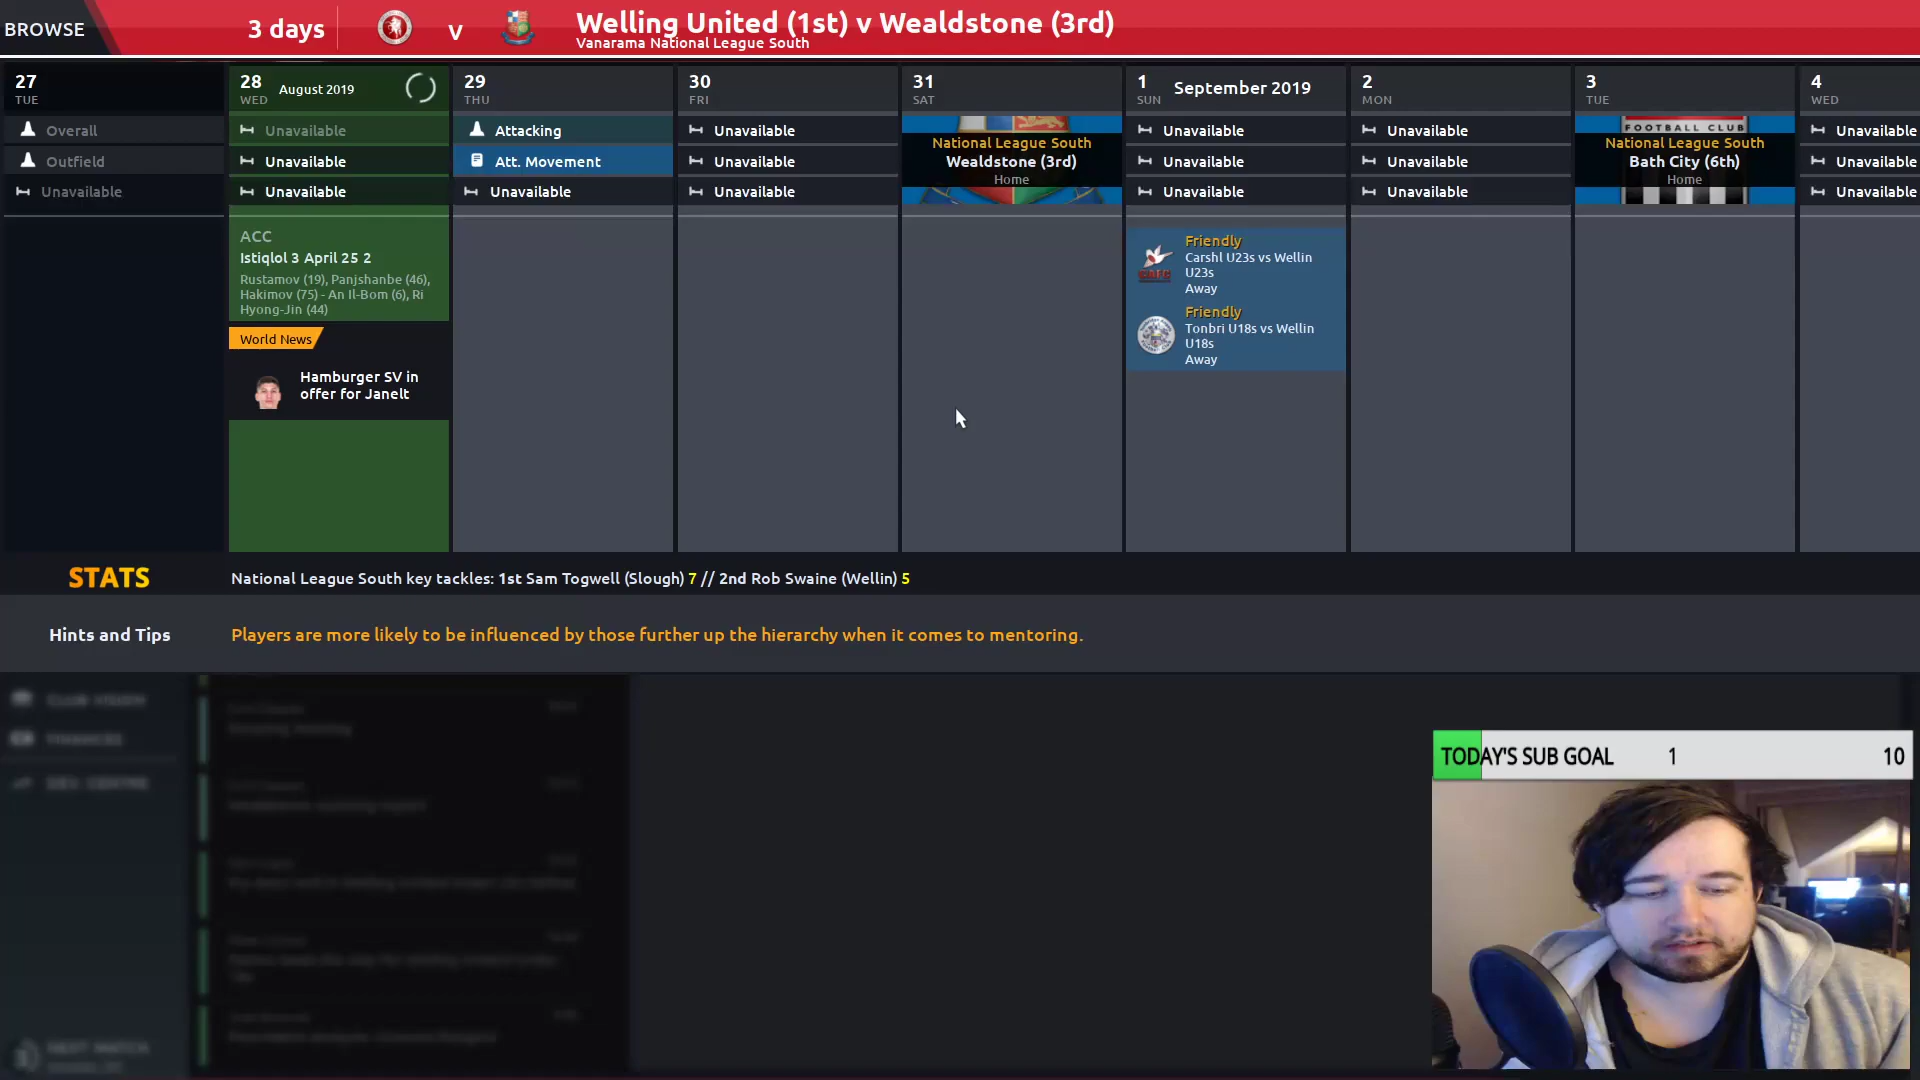 BROWSE
3 days
v
Welling United (1st) v Wealdstone (3rd)
Vanarama National League South
27
TUE
Overall
Outfield
Unavailable
28
WED
August 2019
Unavailable
Unavailable
Unavailable
ACC
Istiqlol 3 April 25 2
Rustamov (19), Panjshanbe (46),
Hakimov (75) - An Il-Bom (6), Ri
Hyong-Jin (44)
World News
Hamburger SV in
offer for Janelt
29
THU
Attacking
Att. Movement
Unavailable
30
FRI
Unavailable
Unavailable
Unavailable
31
SAT
National League South
Wealdstone (3rd)
Home
1
SUN
September 2019
Unavailable
Unavailable
Unavailable
Friendly
Carshl U23s vs Wellin
U23s
Away
Friendly
Tonbri U18s vs Wellin
U18s
Away
2
MON
Unavailable
Unavailable
Unavailable
3
TUE
FOOTBALL CLUB
National League South
Bath City (6th)
Home
4
WED
Unavailable
Unavailable
Unavailable
STATS
National League South key tackles: 1st Sam Togwell (Slough) 7 // 2nd Rob Swaine (Wellin) 5
Hints and Tips
Players are more likely to be influenced by those further up the hierarchy when it comes to mentoring.
CLUB VISION
FINANCES
DEV. CENTRE
NEXT MATCH
TODAY'S SUB GOAL
1
10